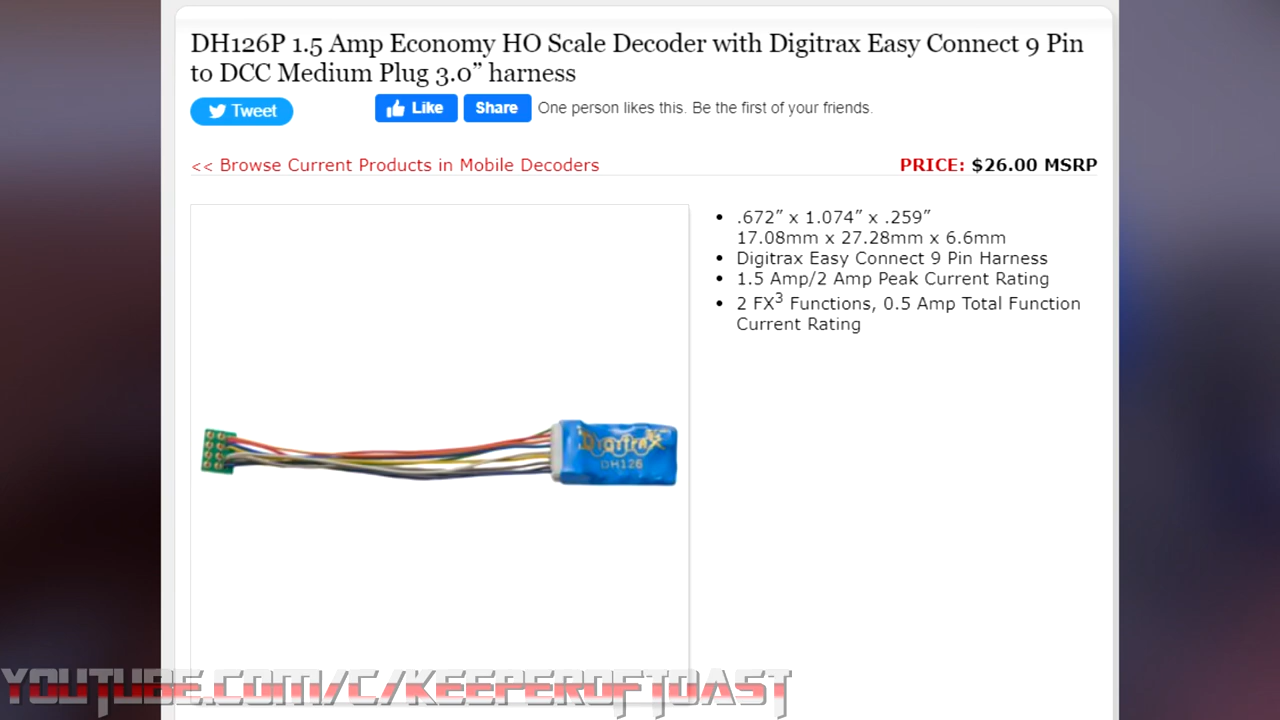 DH126P 1.5 Amp Economy HO Scale Decoder with Digitrax Easy Connect 9 Pin
to DCC Medium Plug 3.0” harness
Tweet
Like Share One person likes this. Be the first of your friends.
<< Browse Current Products in Mobile Decoders
PRICE: $26.00 MSRP
• .672” x 1.074” x .259”
17.08mm x 27.28mm x 6.6mm
• Digitrax Easy Connect 9 Pin Harness
• 1.5 Amp/2 Amp Peak Current Rating
• 2 FX³ Functions, 0.5 Amp Total Function
Current Rating
Digitrax
DH126
YOUTUBE.COM/C/KEEPEROFTOAST